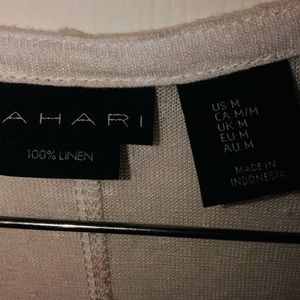 AHARI
100% LINEN
US M
CA M/M
UK M
EU M
AU M
MADE IN
INDONESIA